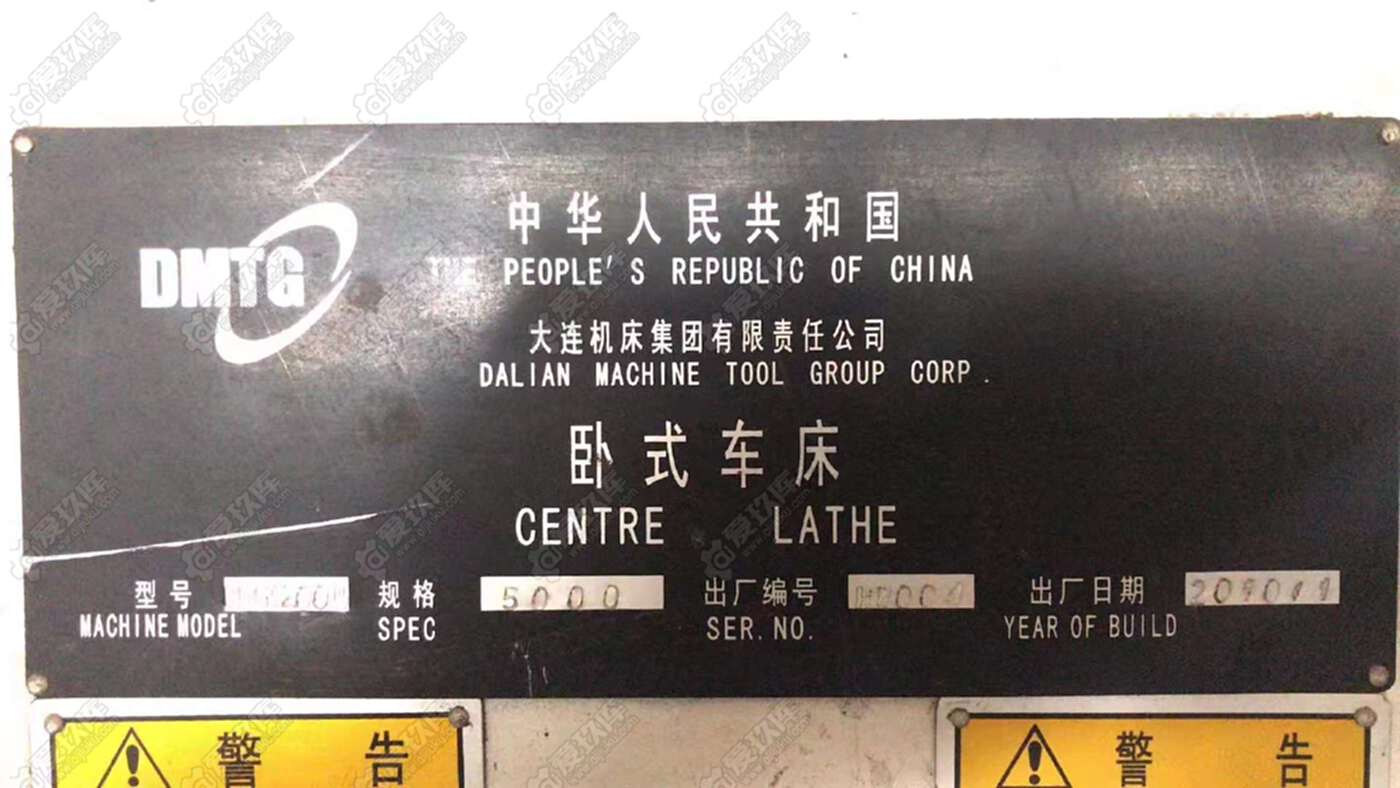 DMTG
中华人民共和国
THE PEOPLE'S REPUBLIC OF CHINA
大连机床集团有限责任公司
DALIAN MACHINE TOOL GROUP CORP.
卧式车床
CENTRE LATHE
型号 规格 5000 出厂编号 出厂日期
MACHINE MODEL SPEC SER.NO. YEAR OF BUILD
警告 警告